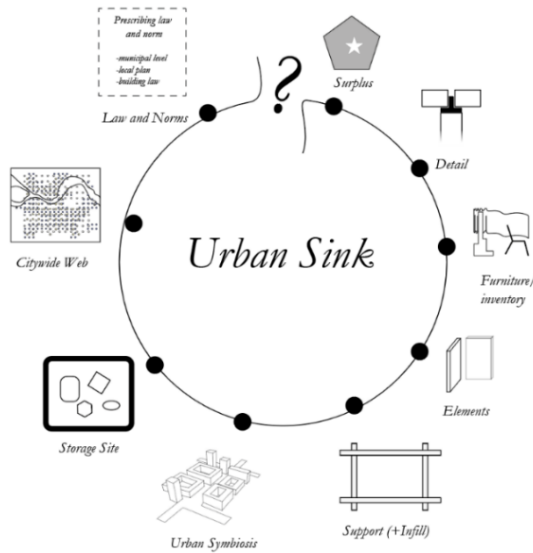 Prescribing law
and norm
-municipal level
-local plan
-building law
Law and Norms
?
Surplus
Detail
Citywide Web
Urban Sink
Furniture/
inventory
Elements
Storage Site
Support (+Infill)
Urban Symbiosis